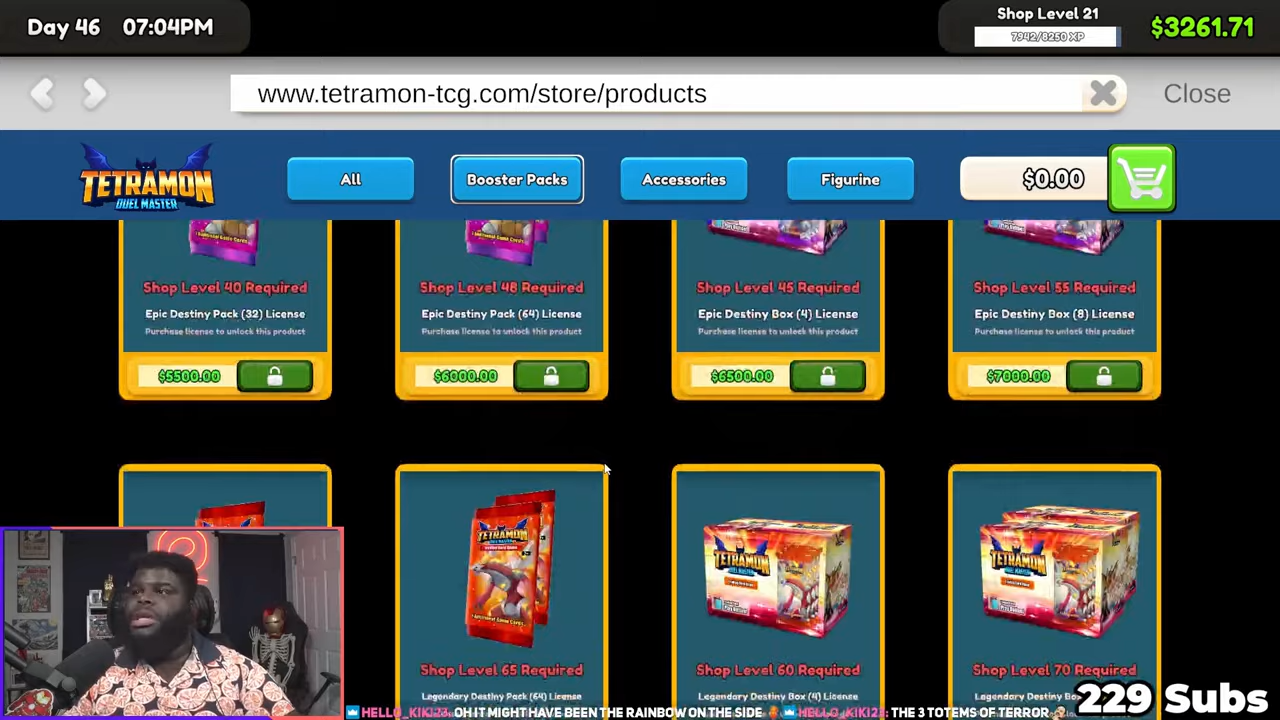 Day 46 07:04PM
Shop Level 21
7942/8250 XP
$3261.71
www.tetramon-tcg.com/store/products
Close
TETRAMON
DUEL MASTER
All
Booster Packs
Accessories
Figurine
$0.00
Shop Level 40 Required
Epic Destiny Pack (32) License
Purchase license to unlock this product
$5500.00
Shop Level 48 Required
Epic Destiny Pack (64) License
Purchase license to unlock this product
$6000.00
Shop Level 45 Required
Epic Destiny Box (4) License
Purchase license to unlock this product
$6500.00
Shop Level 55 Required
Epic Destiny Box (8) License
Purchase license to unlock this product
$7000.00
TETRAMON
TETRAMON
TETRAMON
Shop Level 65 Required
Legendary Destiny Pack (64) License
Shop Level 60 Required
Legendary Destiny Box (4) License
Shop Level 70 Required
Legendary Destiny
229 Subs
OH IT MIGHT HAVE BEEN THE RAINBOW ON THE SIDE
THE 3 TOTEMS OF TERROR